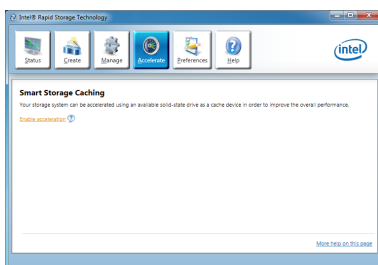 Intel® Rapid Storage Technology
Status
Create
Manage
Accelerate
Preferences
Help
intel
Smart Storage Caching
Your storage system can be accelerated using an available solid-state drive as a cache device in order to improve the overall performance.
Enable acceleration ?
More help on this page